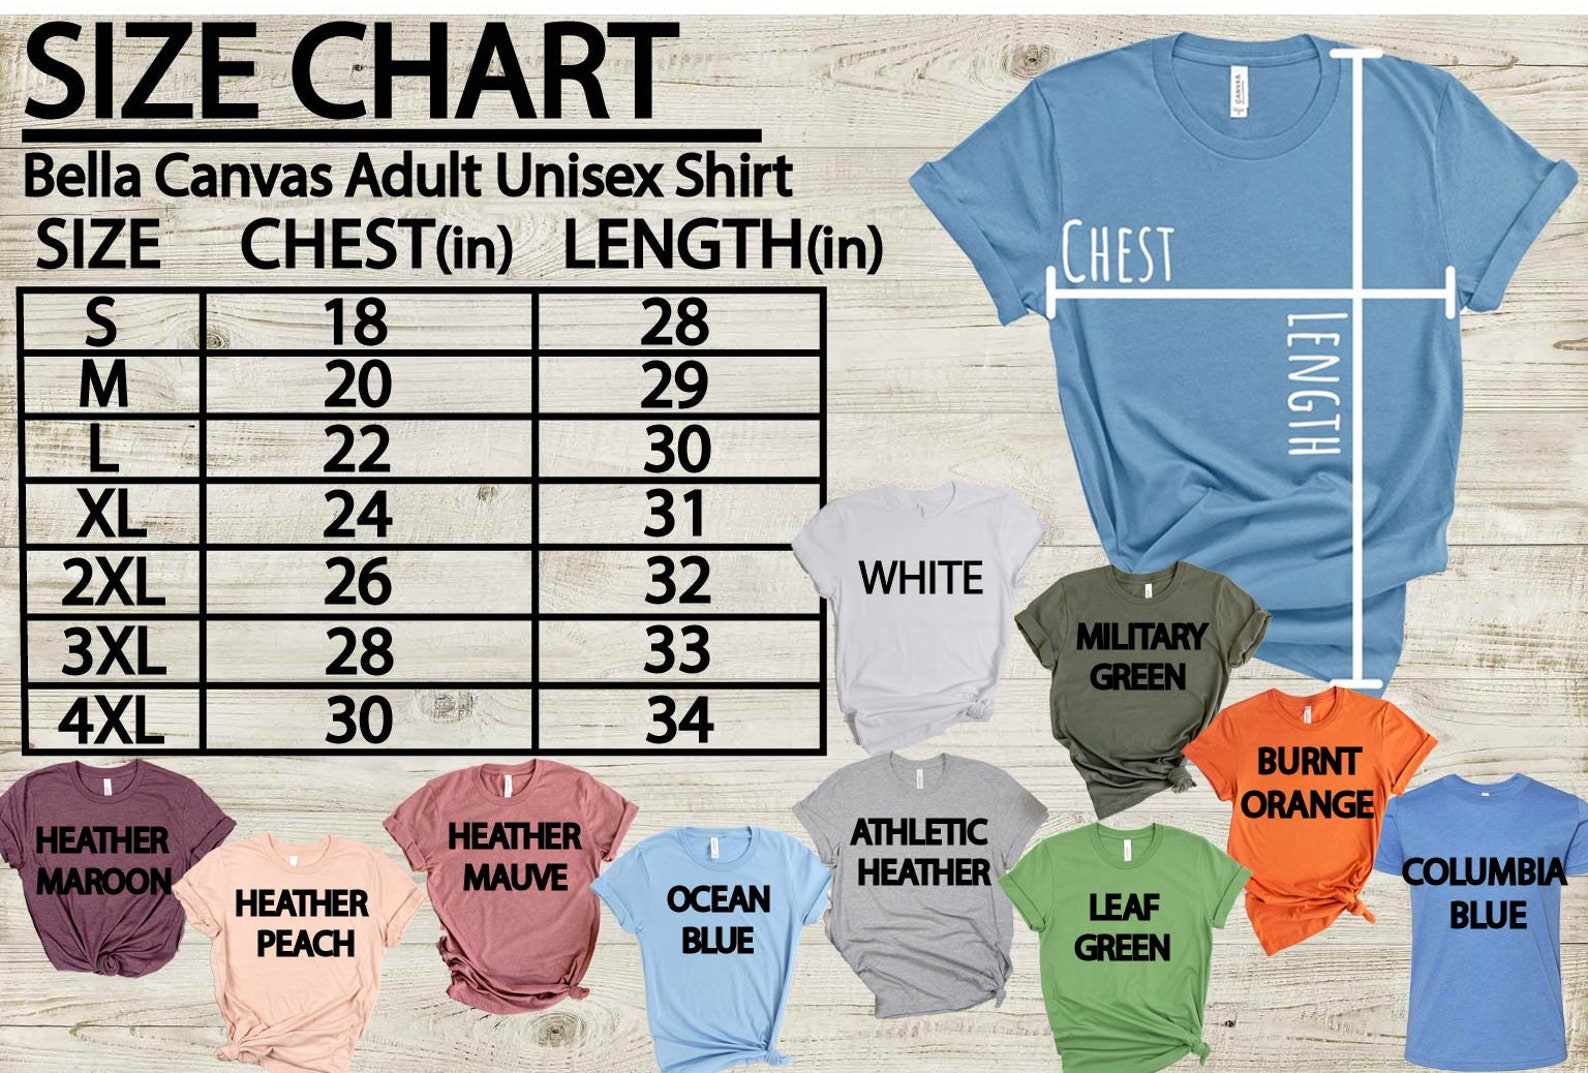 SIZE CHART
Bella Canvas Adult Unisex Shirt
SIZE CHEST(in) LENGTH(in)
S 18 28
M 20 29
L 22 30
XL 24 31
2XL 26 32
3XL 28 33
4XL 30 34
CANVAS
CHEST
LENGTH
WHITE
MILITARY
GREEN
BURNT
ORANGE
HEATHER
MAROON
HEATHER
PEACH
HEATHER
MAUVE
OCEAN
BLUE
ATHLETIC
HEATHER
LEAF
GREEN
COLUMBIA
BLUE